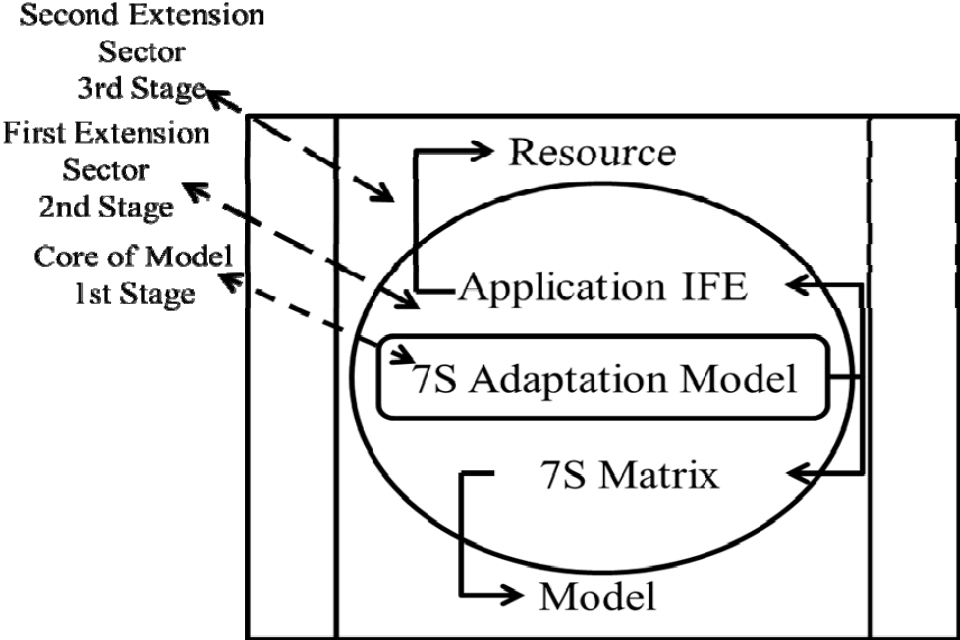 Second Extension
Sector
3rd Stage
First Extension
Sector
2nd Stage
Core of Model
1st Stage
Resource
Application IFE
7S Adaptation Model
7S Matrix
Model